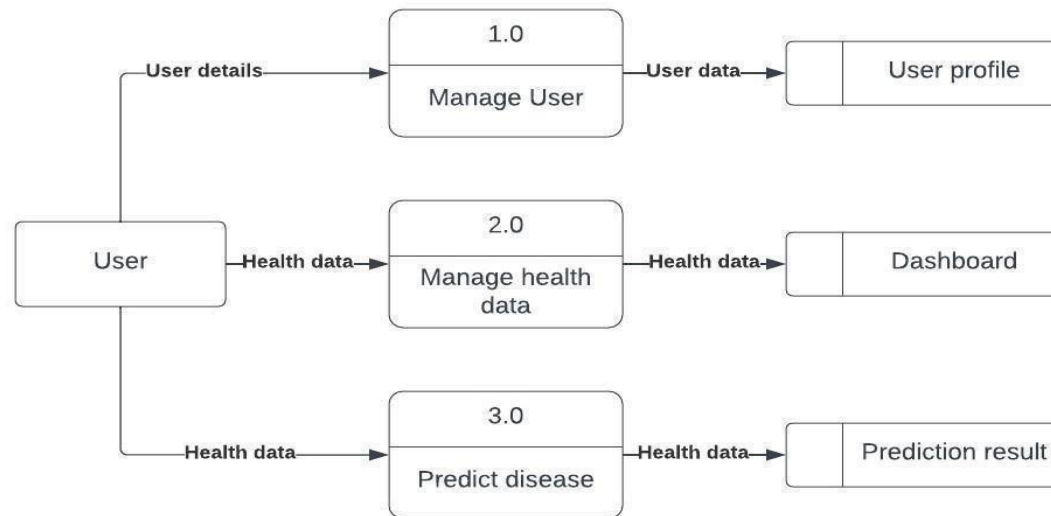 1.0
User details
Manage User
User data
User profile
2.0
User
Health data
Manage health
data
Health data
Dashboard
3.0
Health data
Predict disease
Health data
Prediction result